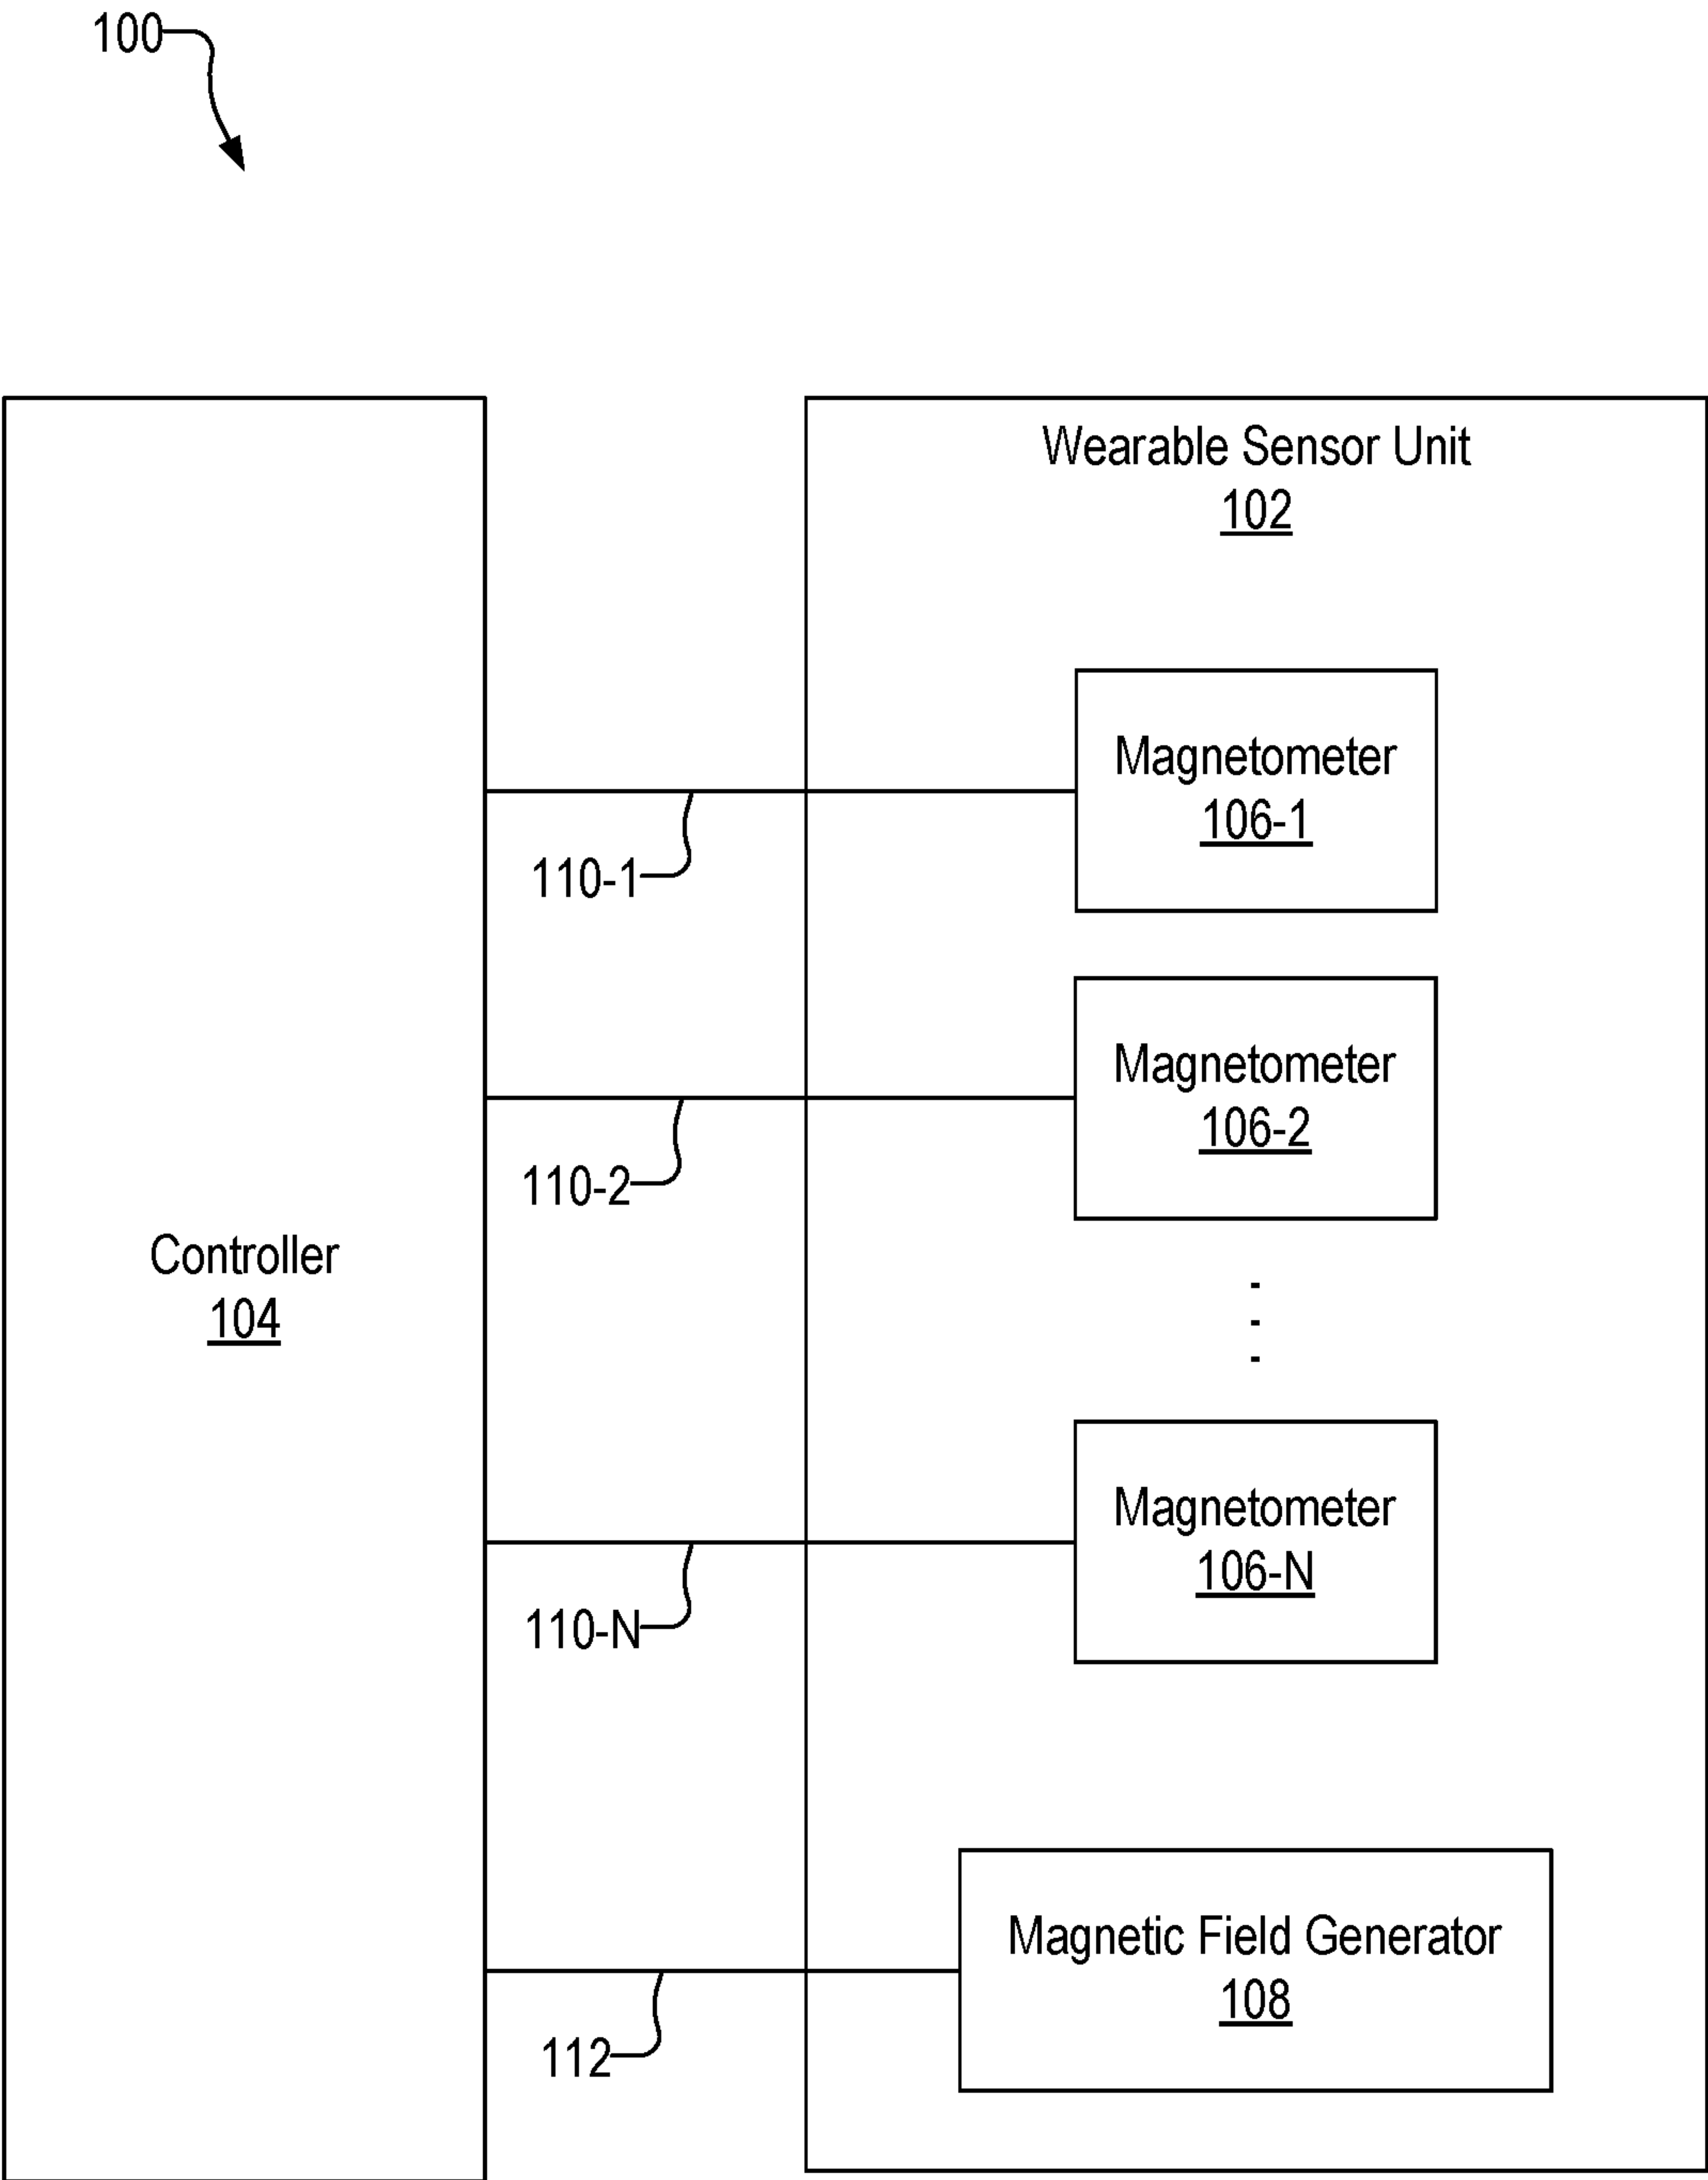 100
Wearable Sensor Unit
102
Magnetometer
106-1
110-1
Magnetometer
106-2
110-2
Controller
104
Magnetometer
106-N
110-N
Magnetic Field Generator
108
112